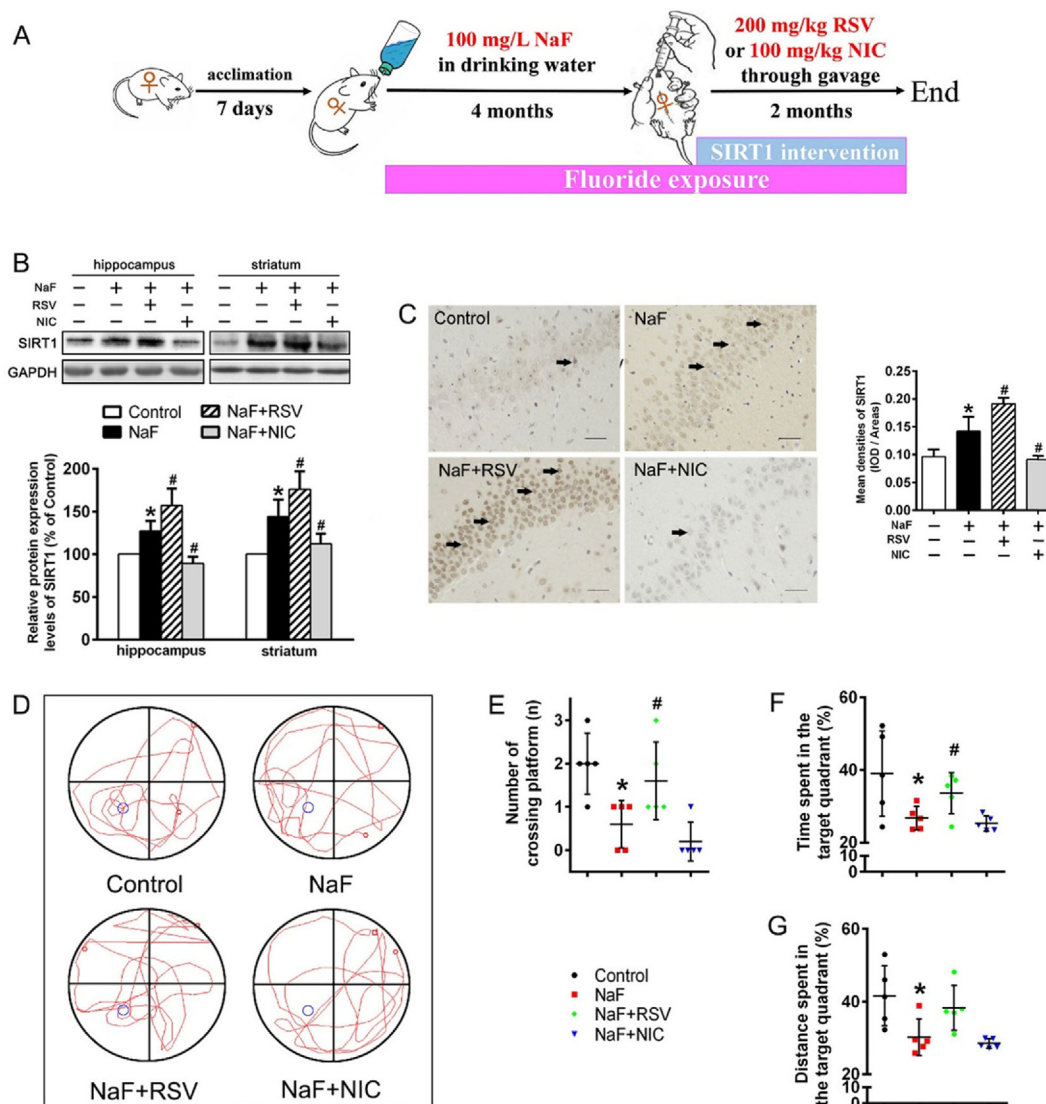 A
acclimation
7 days
100 mg/L NaF
in drinking water
4 months
200 mg/kg RSV
or 100 mg/kg NIC
through gavage
2 months
End
SIRT1 intervention
Fluoride exposure
B
hippocampus striatum
NaF − + + + − + + +
RSV − − + − − − + −
NIC − − − + − − − +
SIRT1
GAPDH
Control NaF+RSV
NaF NaF+NIC
Relative protein expression
levels of SIRT1 (% of Control)
200
150
100
50
0
* # # * # #
hippocampus striatum
C
Control NaF
NaF+RSV NaF+NIC
Mean densities of SIRT1
(IOD / Areas)
0.25
0.20
0.15
0.10
0.05
0.00
* # #
NaF − + + +
RSV − − + −
NIC − − − +
D
Control NaF
NaF+RSV NaF+NIC
E
Number of
crossing platform (n)
3
2
1
0
* #
Control
NaF
NaF+RSV
NaF+NIC
F
Time spent in the
target quadrant (%)
60
40
20
10
0
* #
G
Distance spent in
the target quadrant (%)
60
40
20
10
0
*